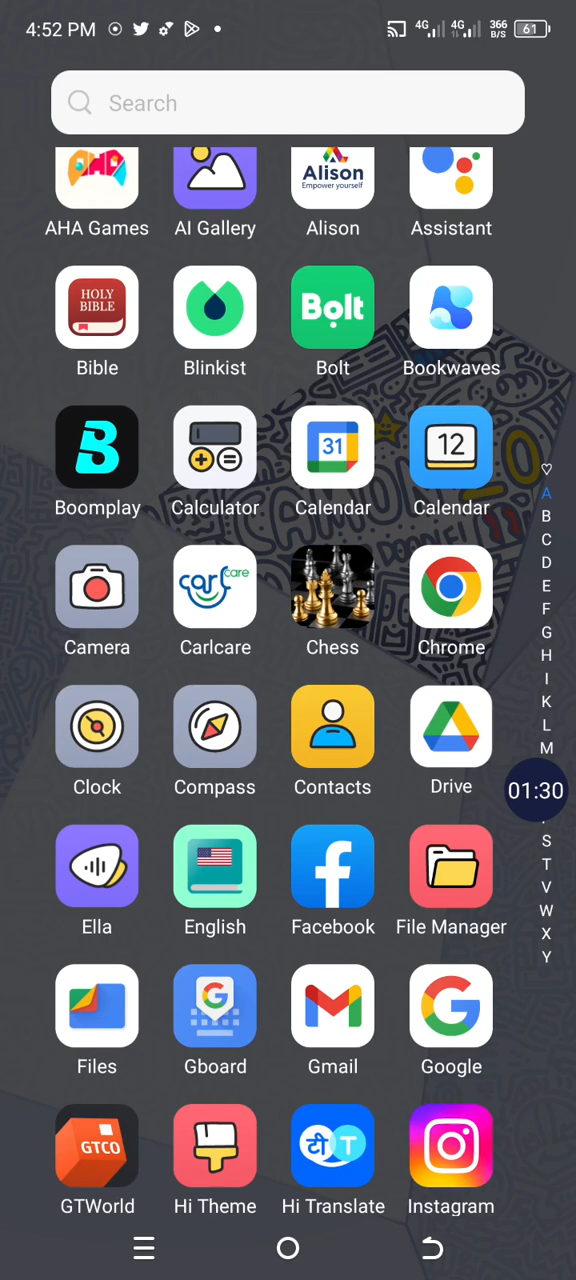 4:52 PM 4G 4G 366 B/S 61
Search
Alison
Empower yourself
AHA Games AI Gallery Alison Assistant
HOLY BIBLE Bolt
Bible Blinkist Bolt Bookwaves
B 31 12
Boomplay Calculator Calendar Calendar
carlcare
Camera Carlcare Chess Chrome
Clock Compass Contacts Drive
Ella English Facebook File Manager
G G
Files Gboard Gmail Google
GTCO टी T
GTWorld Hi Theme Hi Translate Instagram
A
B
C
D
E
F
G
H
I
K
L
M
01:30
S
T
V
W
X
Y